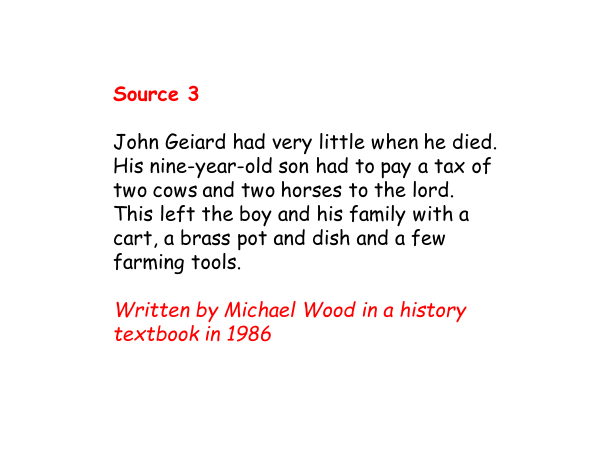 Source 3
John Geiard had very little when he died.
His nine-year-old son had to pay a tax of
two cows and two horses to the lord.
This left the boy and his family with a
cart, a brass pot and dish and a few
farming tools.
Written by Michael Wood in a history
textbook in 1986